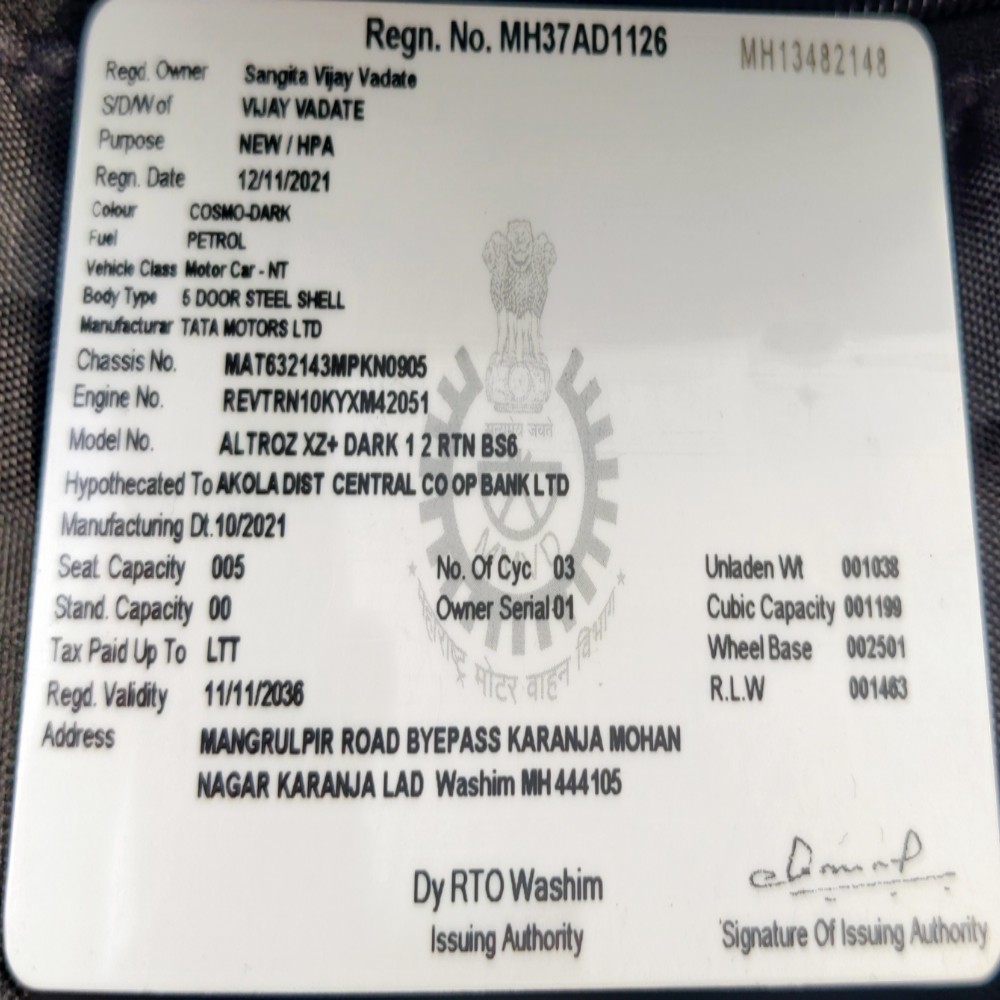 Regn. No. MH37AD1126
MH13482148
Regd. Owner Sangita Vijay Vadate
S/D/W of VIJAY VADATE
Purpose NEW / HPA
Regn. Date 12/11/2021
Colour COSMO-DARK
Fuel PETROL
Vehicle Class Motor Car - NT
Body Type 5 DOOR STEEL SHELL
Manufacturar TATA MOTORS LTD
Chassis No. MAT632143MPKN0905
Engine No. REVTRN10KYXM42051
Model No. ALTROZ XZ+ DARK 1 2 RTN BS6
सत्यमेव जयते
Hypothecated To AKOLA DIST CENTRAL CO OP BANK LTD
Manufacturing Dt. 10/2021
Seat Capacity 005 No. Of Cyc 03 Unladen Wt 001038
Stand. Capacity 00 Owner Serial 01 Cubic Capacity 001199
Tax Paid Up To LTT Wheel Base 002501
Regd. Validity 11/11/2036 R.L.W 001463
महाराष्ट्र मोटर वाहन विभाग
Address MANGRULPIR ROAD BYEPASS KARANJA MOHAN
NAGAR KARANJA LAD Washim MH 444105
Dy RTO Washim
Issuing Authority
Signature Of Issuing Authority